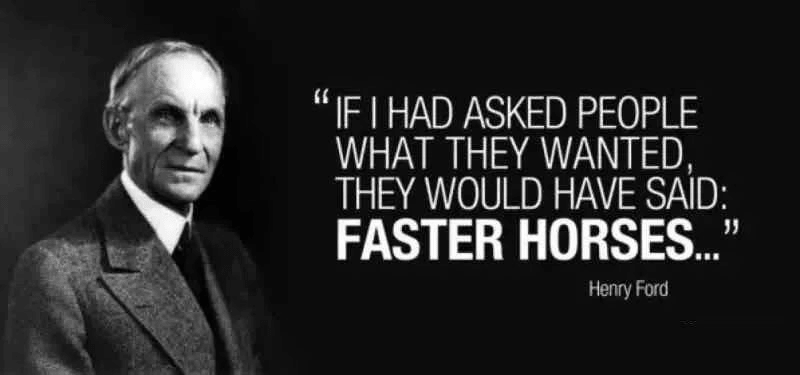 “IF I HAD ASKED PEOPLE
WHAT THEY WANTED,
THEY WOULD HAVE SAID:
FASTER HORSES...”
Henry Ford